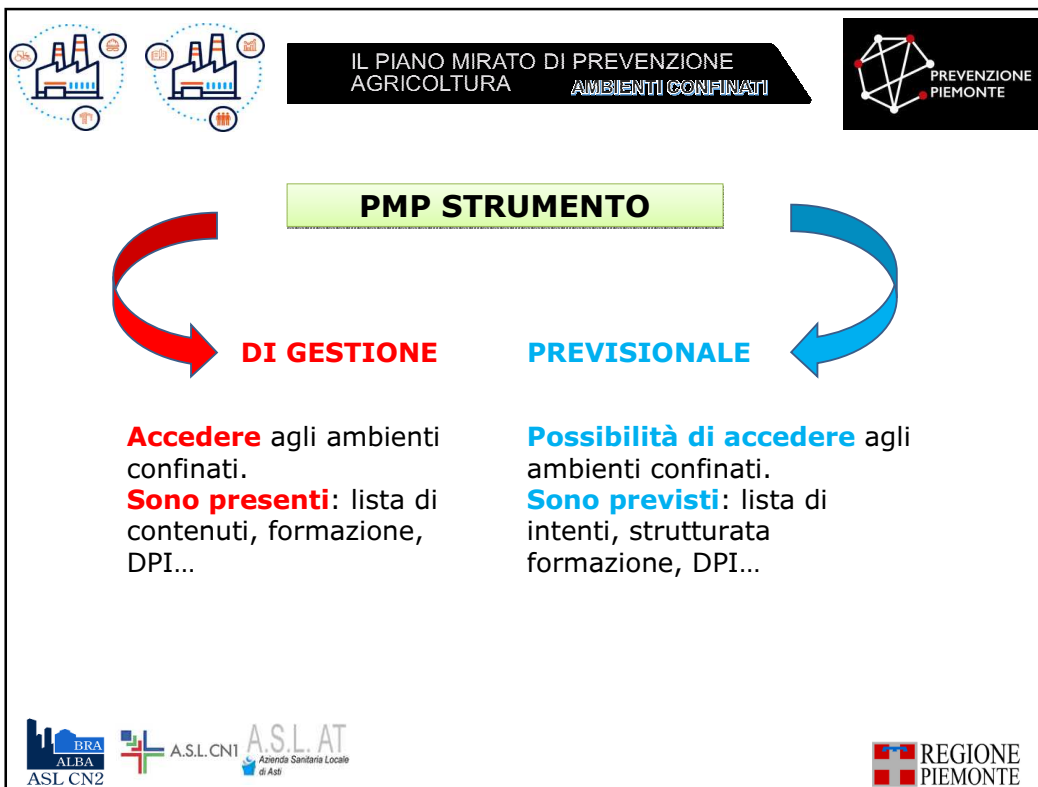 IL PIANO MIRATO DI PREVENZIONE
AGRICOLTURA AMBIENTI CONFINATI
PREVENZIONE
PIEMONTE
PMP STRUMENTO
DI GESTIONE
Accedere agli ambienti
confinati.
Sono presenti: lista di
contenuti, formazione,
DPI…
PREVISIONALE
Possibilità di accedere agli
ambienti confinati.
Sono previsti: lista di
intenti, strutturata
formazione, DPI…
BRA
ALBA
ASL CN2
A.S.L. CN1
A.S.L. AT
Azienda Sanitaria Locale
di Asti
REGIONE
PIEMONTE